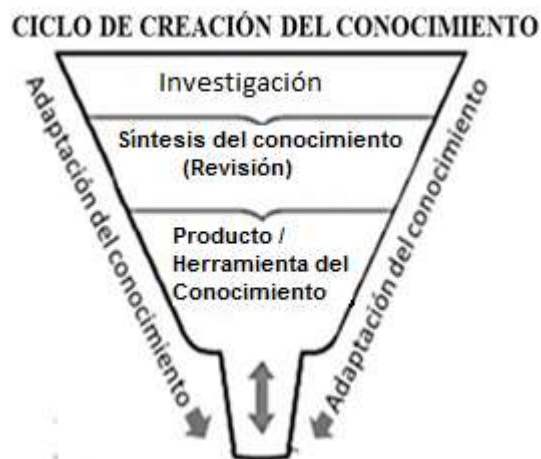 CICLO DE CREACIÓN DEL CONOCIMIENTO
Investigación
Síntesis del conocimiento
(Revisión)
Producto /
Herramienta del
Conocimiento
Adaptación del conocimiento
Adaptación del conocimiento